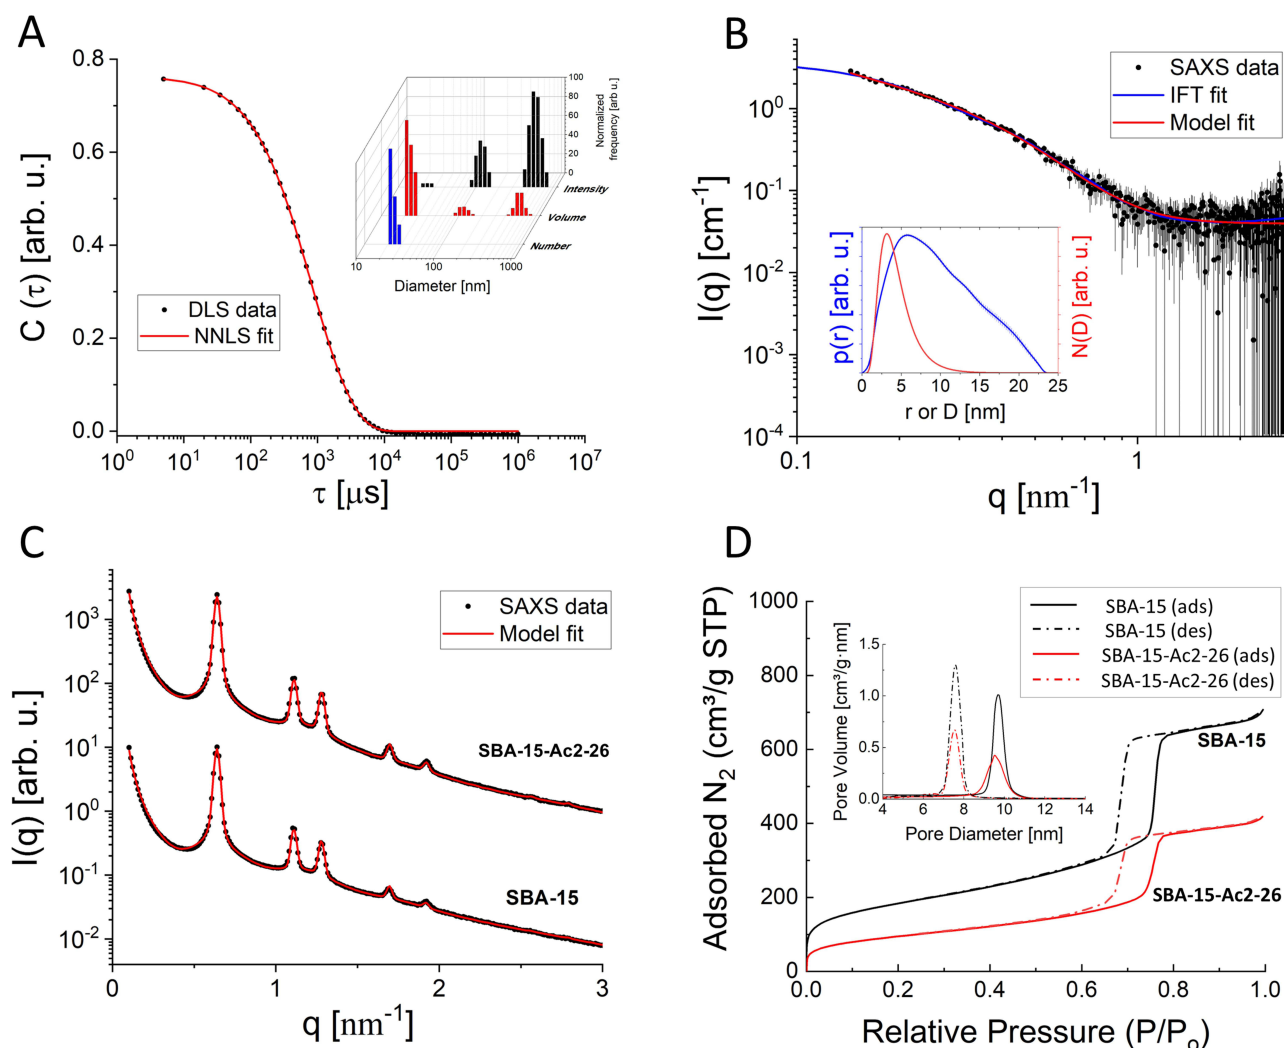 A
C (τ) [arb. u.]
0.8
0.6
0.4
0.2
0.0
DLS data
NNLS fit
10⁰ 10¹ 10² 10³ 10⁴ 10⁵ 10⁶ 10⁷
τ [μs]
100
80
60
40
20
0
Normalized
frequency [arb u.]
Intensity
Volume
Number
10 100 1000
Diameter [nm]
B
I(q) [cm⁻¹]
10⁰
10⁻¹
10⁻²
10⁻³
10⁻⁴
SAXS data
IFT fit
Model fit
p(r) [arb. u.]
N(D) [arb. u.]
0 5 10 15 20 25
r or D [nm]
0.1 1
q [nm⁻¹]
C
I(q) [arb. u.]
10³
10²
10¹
10⁰
10⁻¹
10⁻²
SAXS data
Model fit
SBA-15-Ac2-26
SBA-15
0 1 2 3
q [nm⁻¹]
D
Adsorbed N₂ (cm³/g STP)
1000
800
600
400
200
0
SBA-15 (ads)
SBA-15 (des)
SBA-15-Ac2-26 (ads)
SBA-15-Ac2-26 (des)
Pore Volume [cm³/g·nm]
1.5
1.0
0.5
0.0
4 6 8 10 12 14
Pore Diameter [nm]
SBA-15
SBA-15-Ac2-26
0.0 0.2 0.4 0.6 0.8 1.0
Relative Pressure (P/Pₒ)